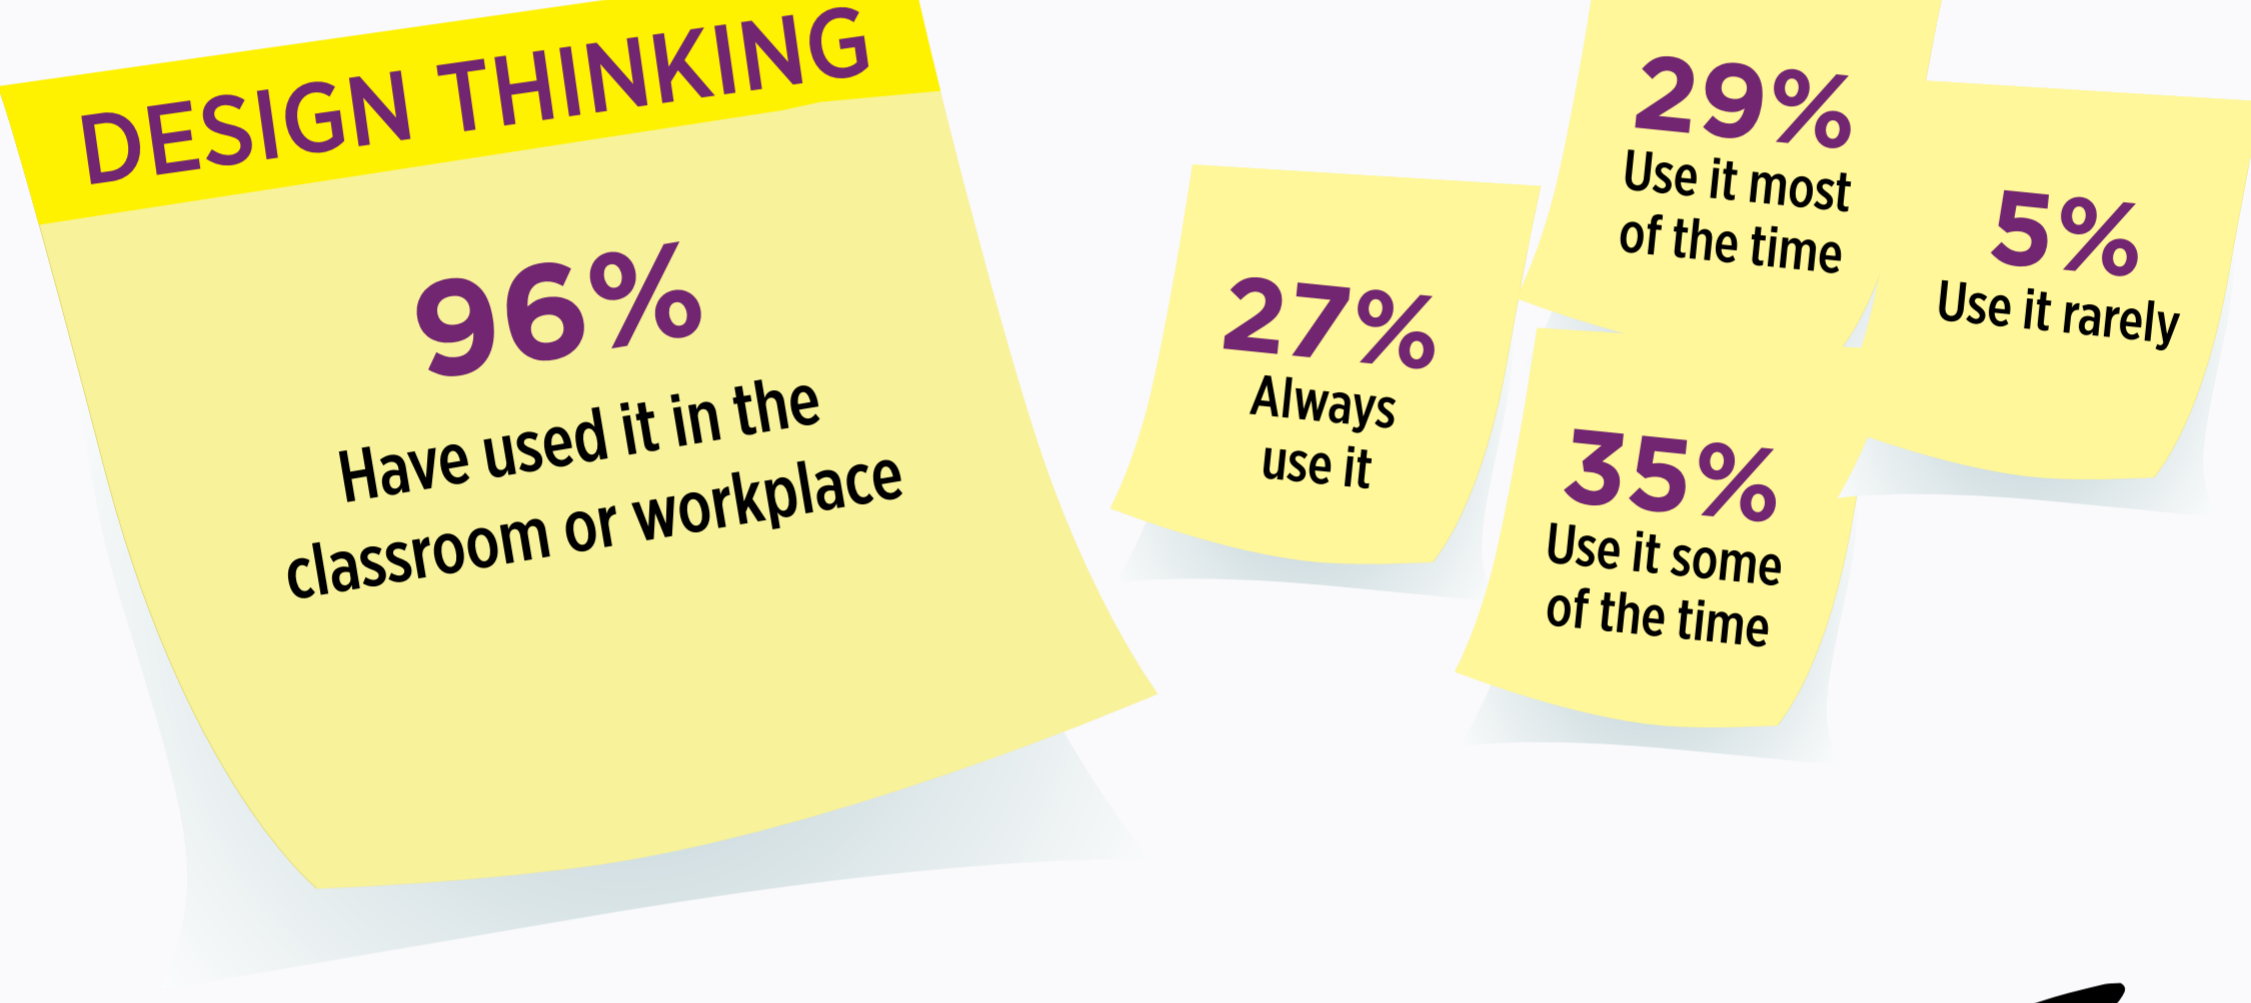 DESIGN THINKING
96%
Have used it in the
classroom or workplace
27%
Always
use it
29%
Use it most
of the time
35%
Use it some
of the time
5%
Use it rarely